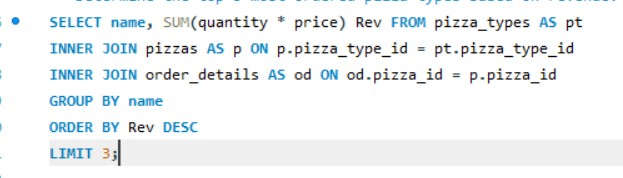 SELECT name, SUM(quantity * price) Rev FROM pizza_types AS pt
INNER JOIN pizzas AS p ON p.pizza_type_id = pt.pizza_type_id
INNER JOIN order_details AS od ON od.pizza_id = p.pizza_id
GROUP BY name
ORDER BY Rev DESC
LIMIT 3;